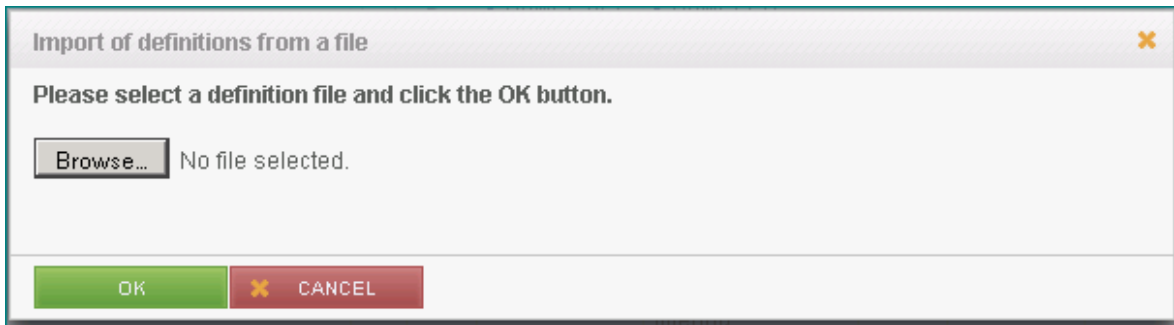 Import of definitions from a file
Please select a definition file and click the OK button.
Browse... No file selected.
OK CANCEL